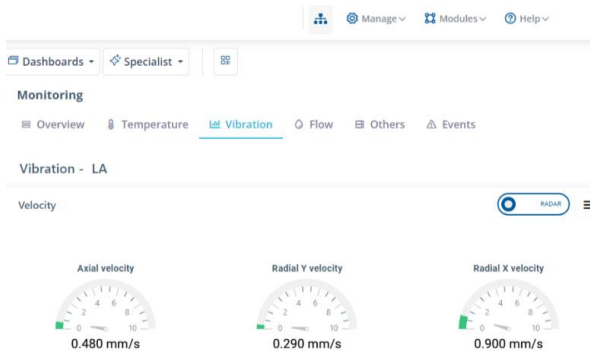 Manage Modules Help
Dashboards Specialist
Monitoring
Overview Temperature Vibration Flow Others Events
Vibration - LA
Velocity RADAR
Axial velocity Radial Y velocity Radial X velocity
4 6 4 6 4 6
2 8 2 8 2 8
0 10 0 10 0 10
0.480 mm/s 0.290 mm/s 0.900 mm/s